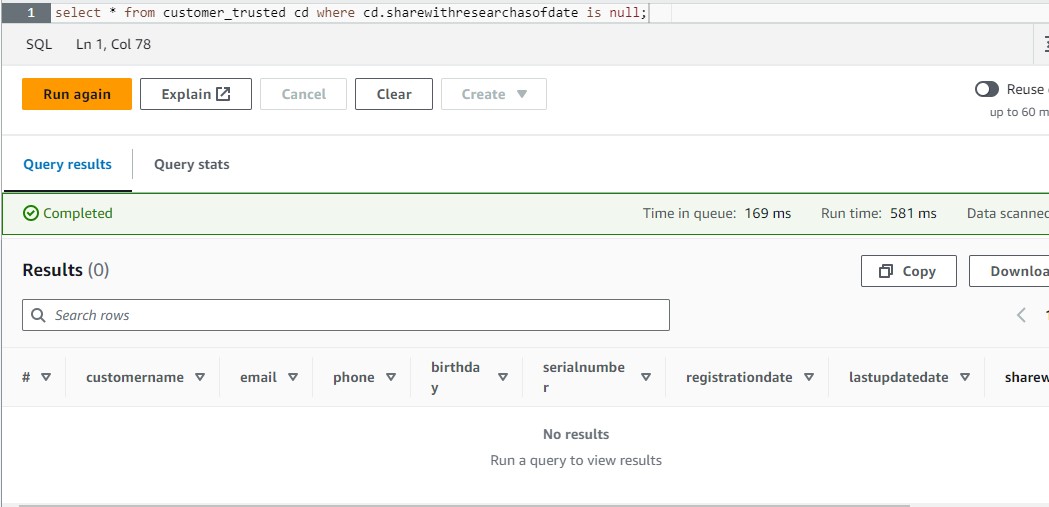 1 select * from customer_trusted cd where cd.sharewithresearchasofdate is null;
SQL Ln 1, Col 78
Run again Explain Cancel Clear Create Reuse
up to 60 m
Query results Query stats
Completed Time in queue: 169 ms Run time: 581 ms Data scanned
Results (0) Copy Downloa
Search rows
# customername email phone birthda
y serialnumbe
r registrationdate lastupdatedate sharew
No results
Run a query to view results